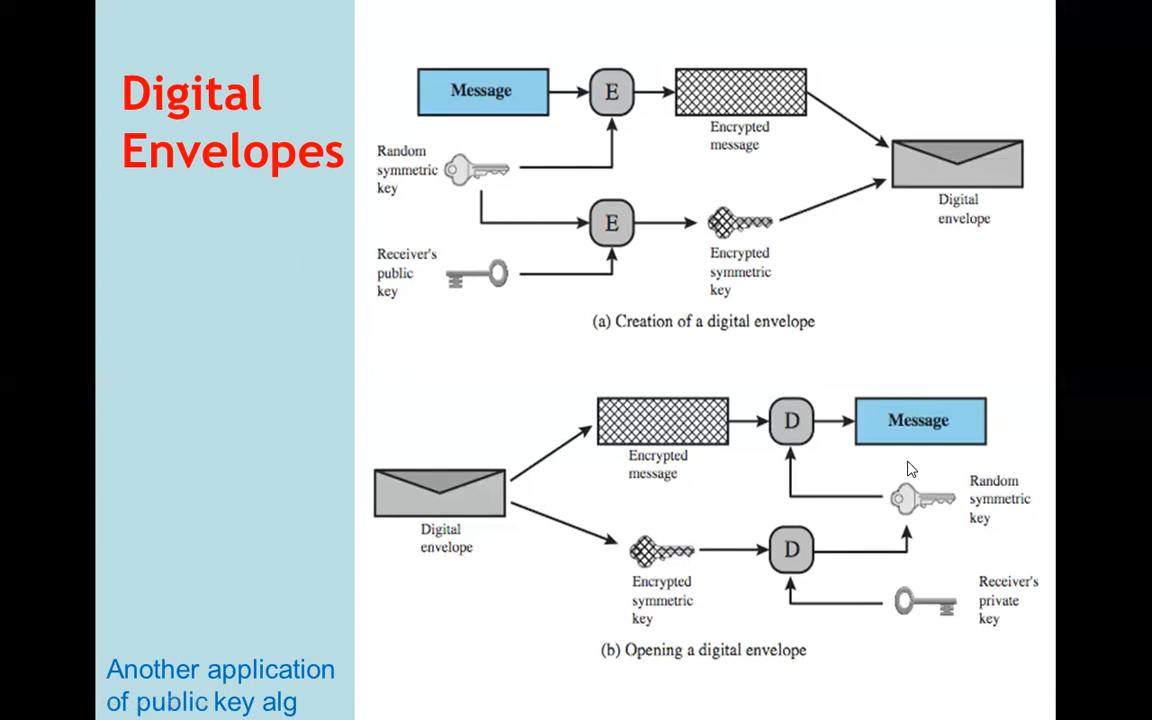 Digital
Envelopes
Message
E
Encrypted
message
Random
symmetric
key
E
Encrypted
symmetric
key
Receiver's
public
key
Digital
envelope
(a) Creation of a digital envelope
Digital
envelope
Encrypted
message
D
Message
Random
symmetric
key
Encrypted
symmetric
key
D
Receiver's
private
key
(b) Opening a digital envelope
Another application
of public key alg